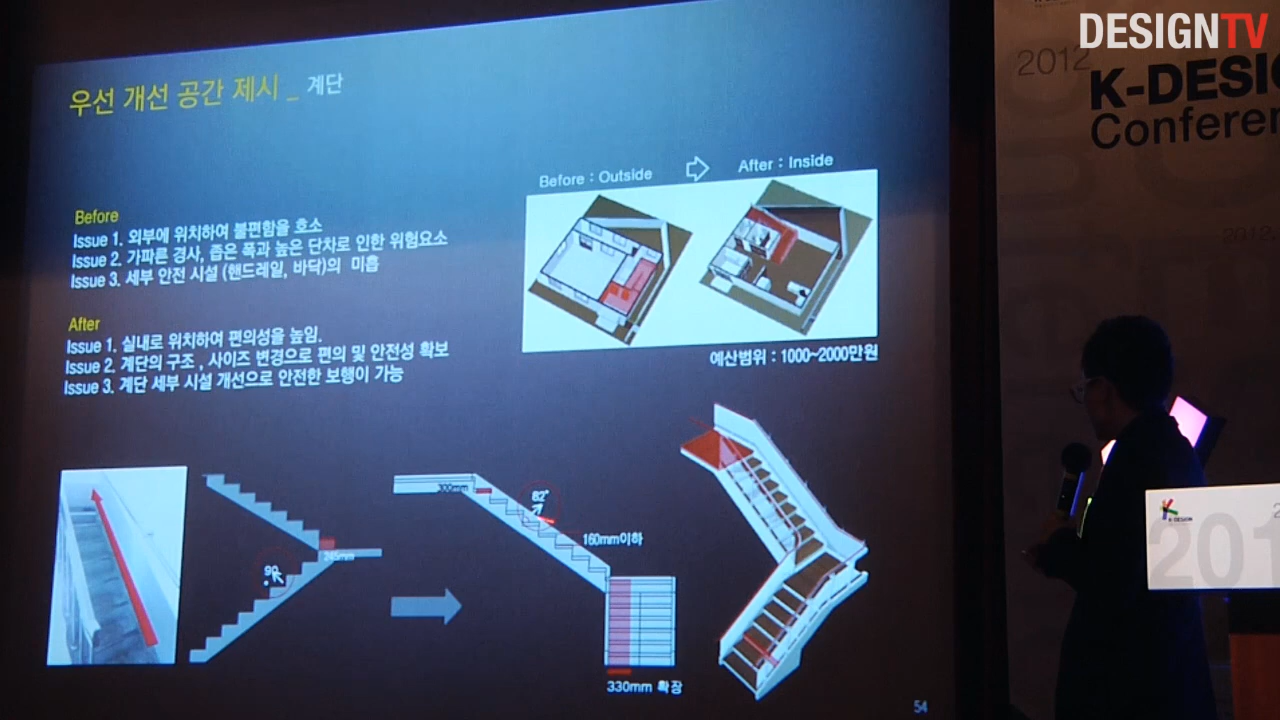 DESIGNTV
2012
K-DESIG
Conferen
우선 개선 공간 제시 _ 계단
Before : Outside
After : Inside
Before
Issue 1. 외부에 위치하여 불편함을 호소
Issue 2. 가파른 경사, 좁은 폭과 높은 단차로 인한 위험요소
Issue 3. 세부 안전 시설 (핸드레일, 바닥)의 미흡
After
Issue 1. 실내로 위치하여 편의성을 높임.
Issue 2. 계단의 구조 , 사이즈 변경으로 편의 및 안전성 확보
Issue 3. 계단 세부 시설 개선으로 안전한 보행이 가능
예산범위 : 1000~2000만원
300mm
82°
160mm이하
245mm
90
330mm 확장
54
K-DESIGN
201